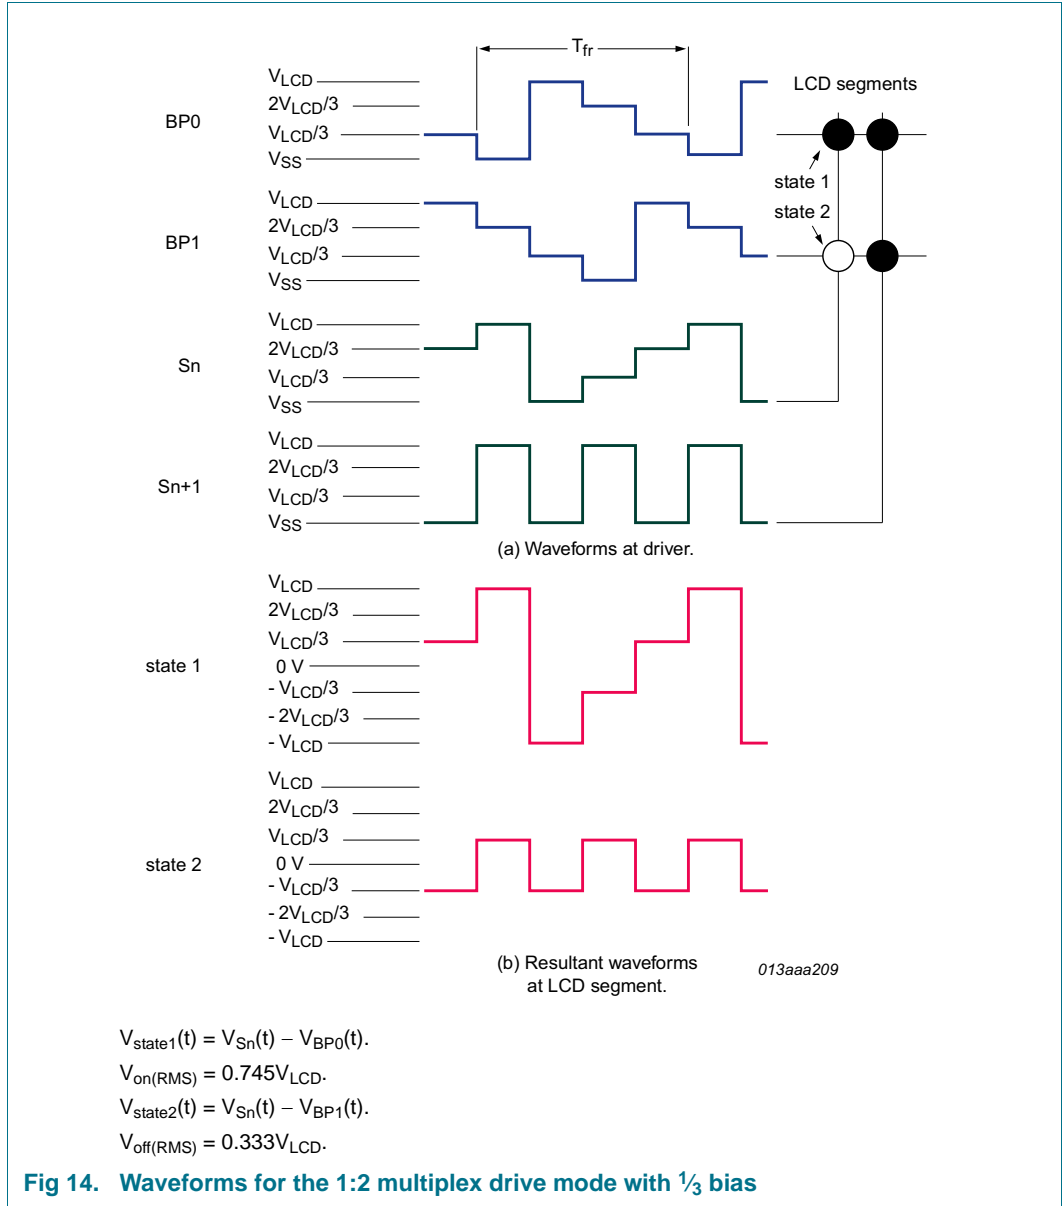 Tfr
BP0
VLCD
2VLCD/3
VLCD/3
VSS
LCD segments
state 1
state 2
BP1
VLCD
2VLCD/3
VLCD/3
VSS
Sn
VLCD
2VLCD/3
VLCD/3
VSS
Sn+1
VLCD
2VLCD/3
VLCD/3
VSS
(a) Waveforms at driver.
state 1
VLCD
2VLCD/3
VLCD/3
0 V
- VLCD/3
- 2VLCD/3
- VLCD
state 2
VLCD
2VLCD/3
VLCD/3
0 V
- VLCD/3
- 2VLCD/3
- VLCD
(b) Resultant waveforms
at LCD segment.
013aaa209
Vstate1(t) = VSn(t) − VBP0(t).
Von(RMS) = 0.745VLCD.
Vstate2(t) = VSn(t) − VBP1(t).
Voff(RMS) = 0.333VLCD.
Fig 14. Waveforms for the 1:2 multiplex drive mode with 1⁄3 bias